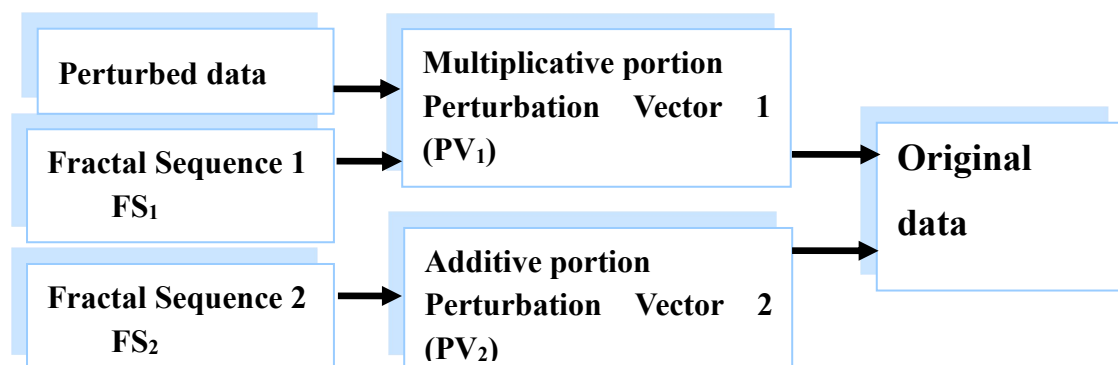 Perturbed data
Fractal Sequence 1
FS₁
Fractal Sequence 2
FS₂
Multiplicative portion
Perturbation Vector 1
(PV₁)
Additive portion
Perturbation Vector 2
(PV₂)
Original
data